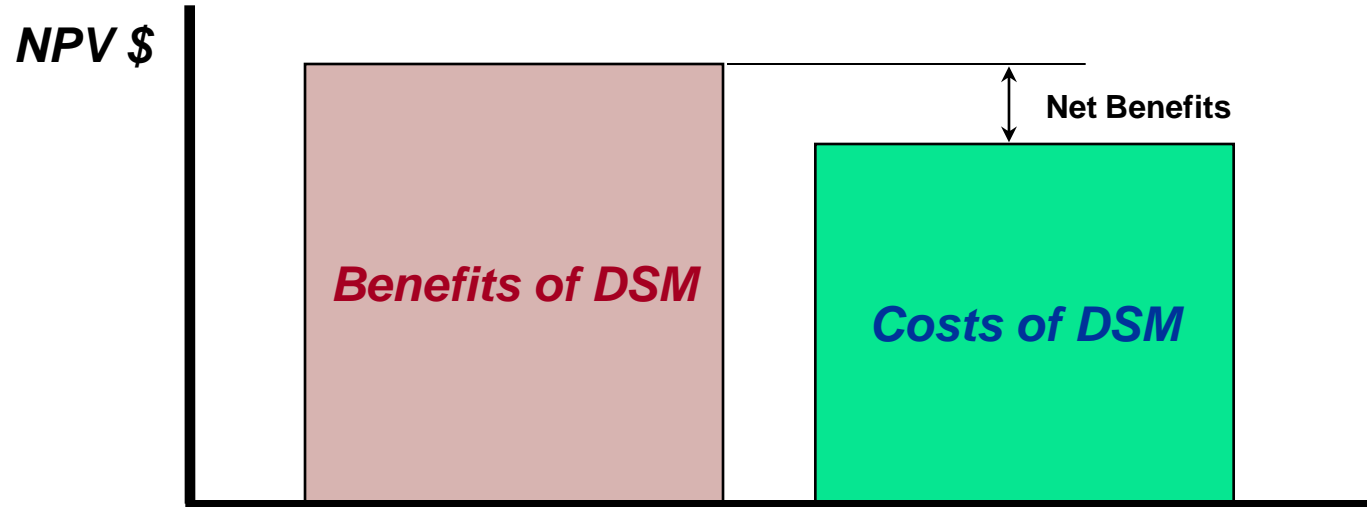 NPV $
Net Benefits
Benefits of DSM
Costs of DSM